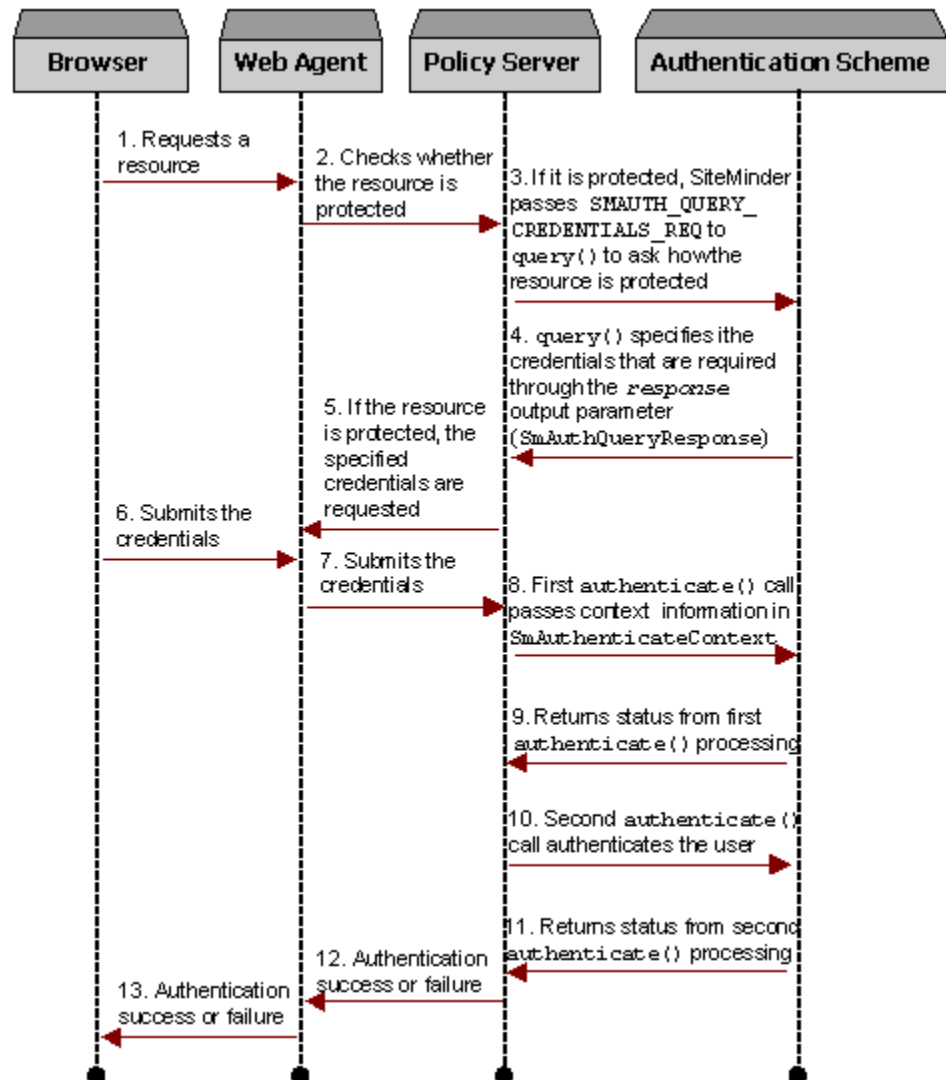 Browser
Web Agent
Policy Server
Authentication Scheme
1. Requests a
resource
2. Checks whether
the resource is
protected
3. If it is protected, SiteMinder
passes SMAUTH_QUERY_
CREDENTIALS_REQ to
query() to ask howthe
resource is protected
4. query() specifies ithe
credentials that are required
through the response
output parameter
(SmAuthQueryResponse)
5. If the resource
is protected, the
specified
credentials are
requested
6. Submits the
credentials
7. Submits the
credentials
8. First authenticate() call
passes context information in
SmAuthenticateContext
9. Returns status from first
authenticate() processing
10. Second authenticate()
call authenticates the user
11. Returns status from second
authenticate() processing
12. Authentication
success or failure
13. Authentication
success or failure